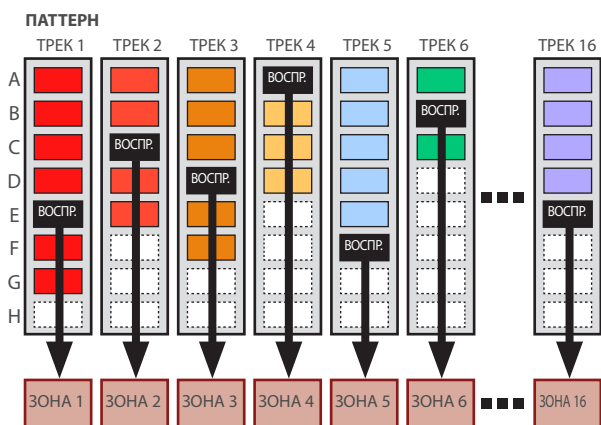 ПАТТЕРН
ТРЕК 1 ТРЕК 2 ТРЕК 3 ТРЕК 4 ТРЕК 5 ТРЕК 6 ТРЕК 16
A ВОСПР.
B ВОСПР.
C ВОСПР.
D ВОСПР.
E ВОСПР. ВОСПР.
F ВОСПР.
G
H
ЗОНА 1 ЗОНА 2 ЗОНА 3 ЗОНА 4 ЗОНА 5 ЗОНА 6 ЗОНА 16